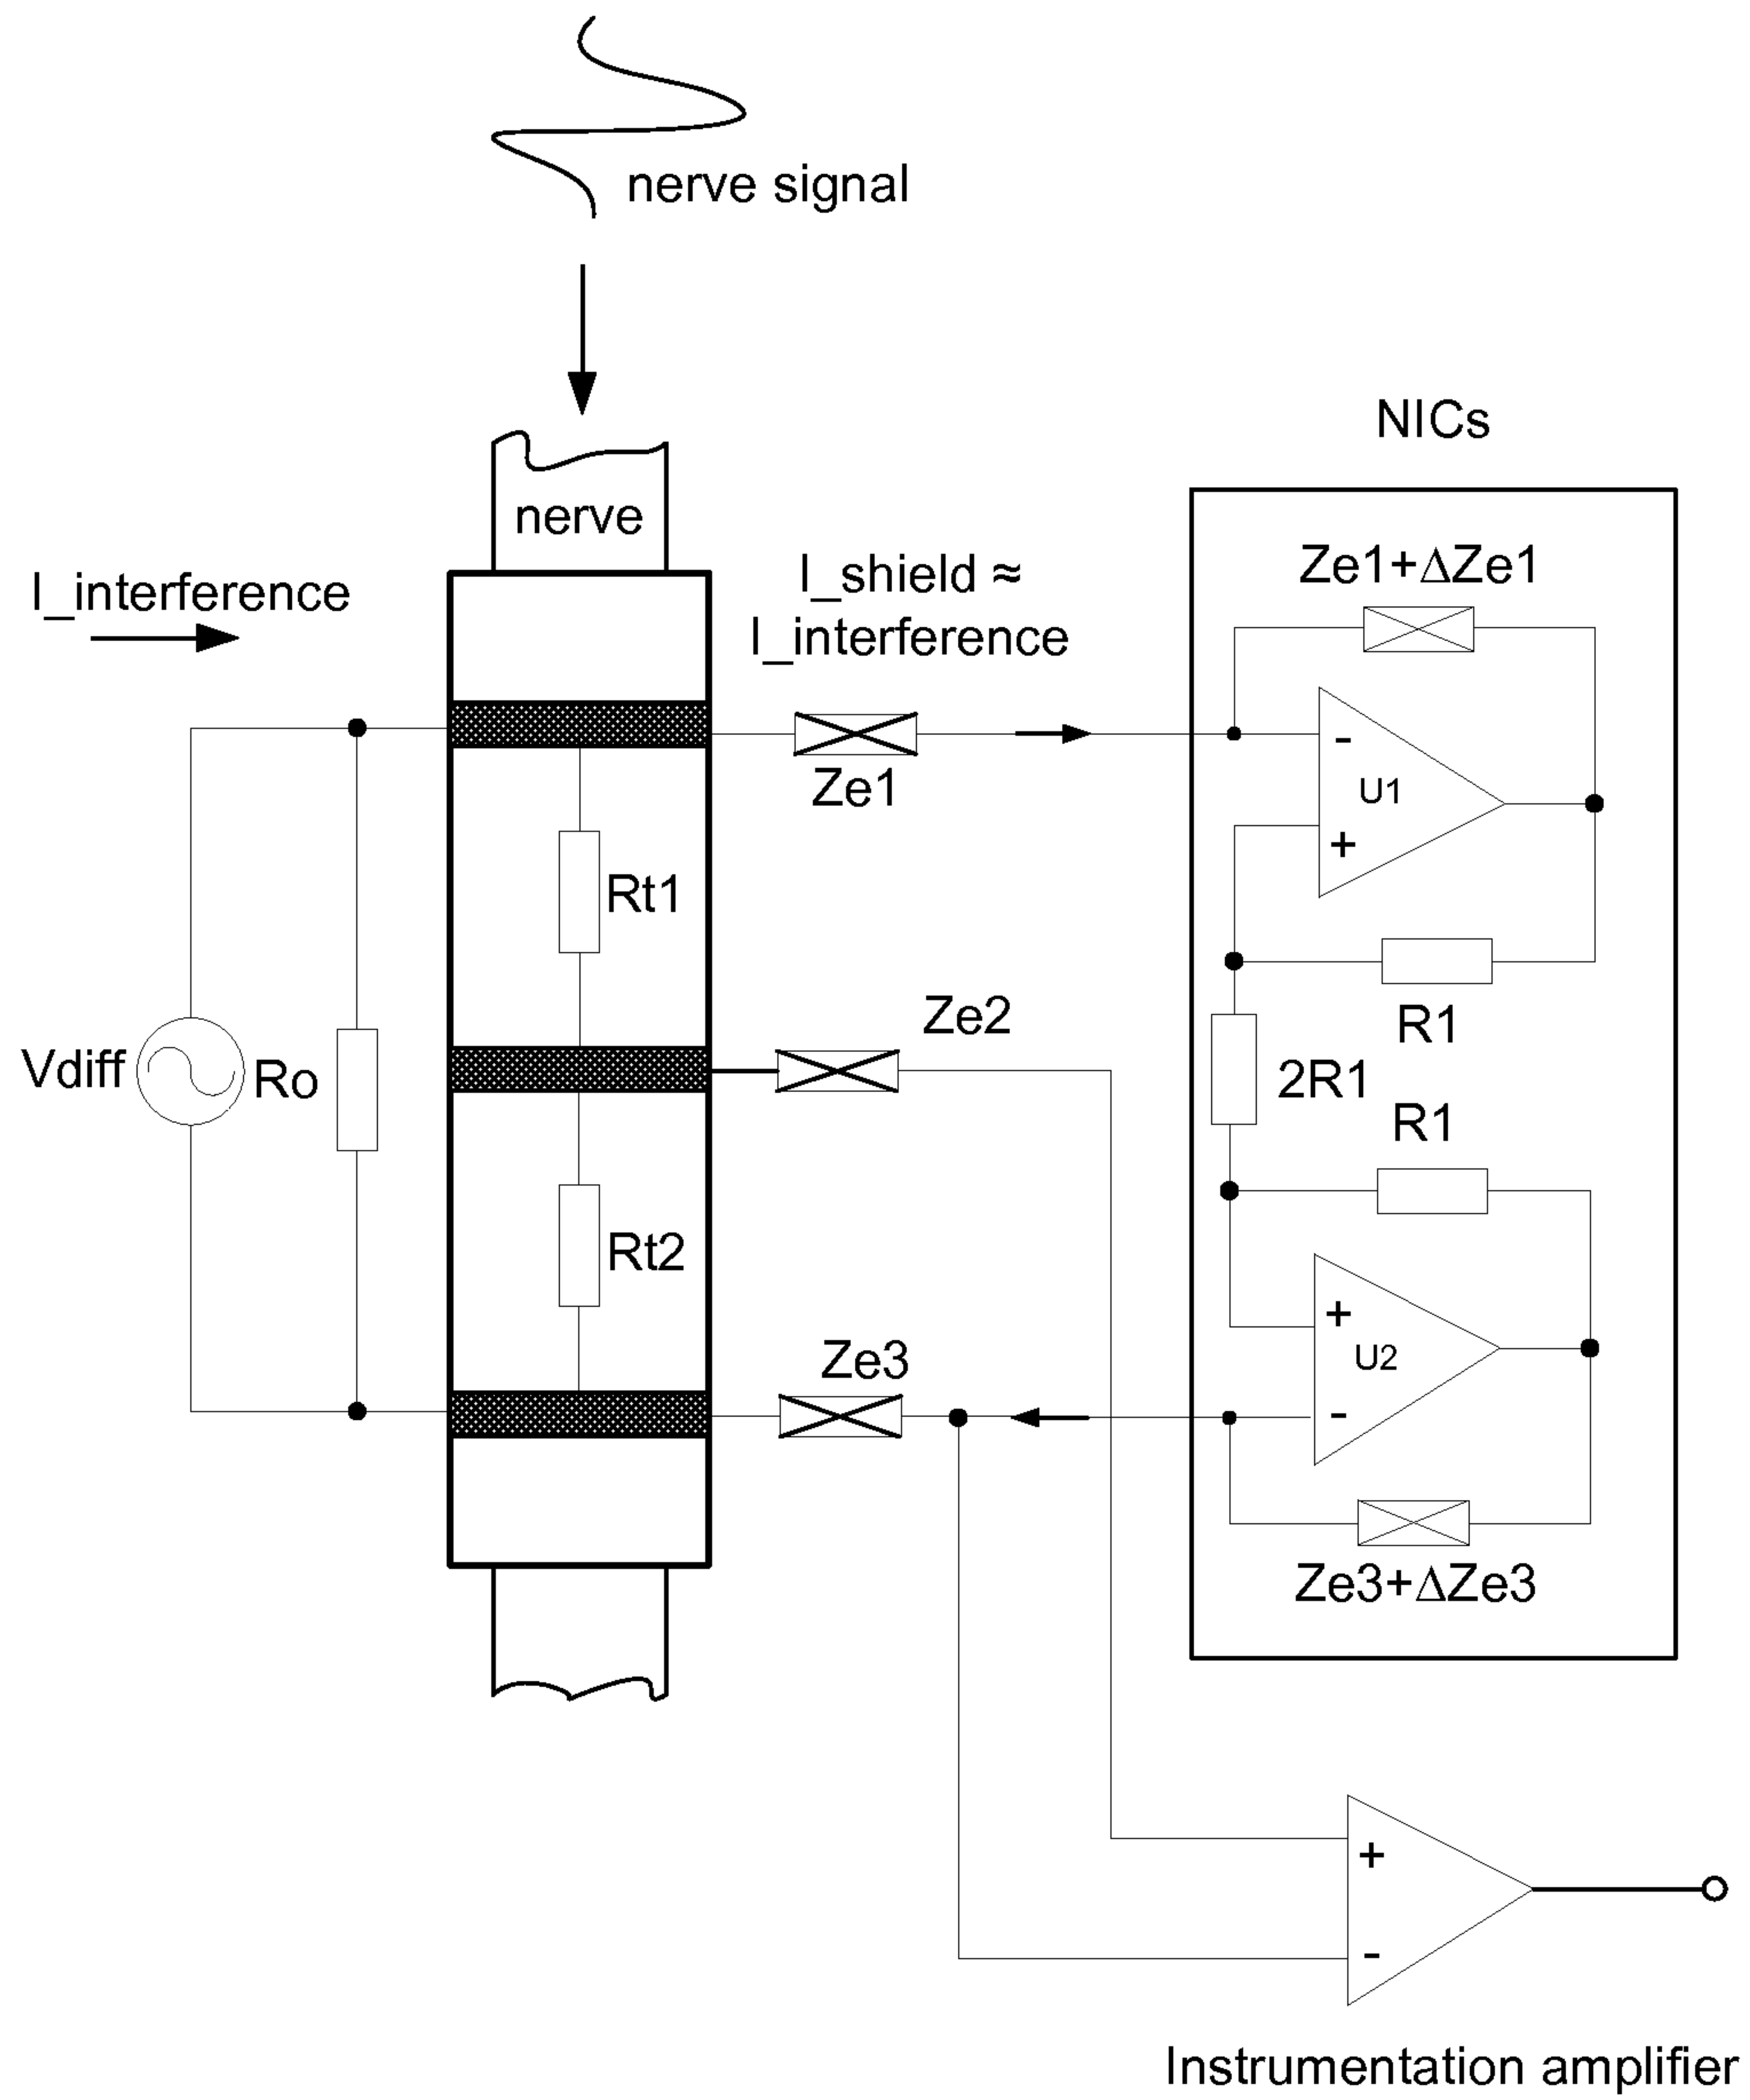 nerve signal
NICs
nerve
I_interference
I_shield ≈
I_interference
Ze1+ΔZe1
-
U1
+
Ze1
Rt1
R1
Ze2
2R1
R1
Vdiff
Ro
Rt2
+
U2
-
Ze3
Ze3+ΔZe3
+
-
Instrumentation amplifier